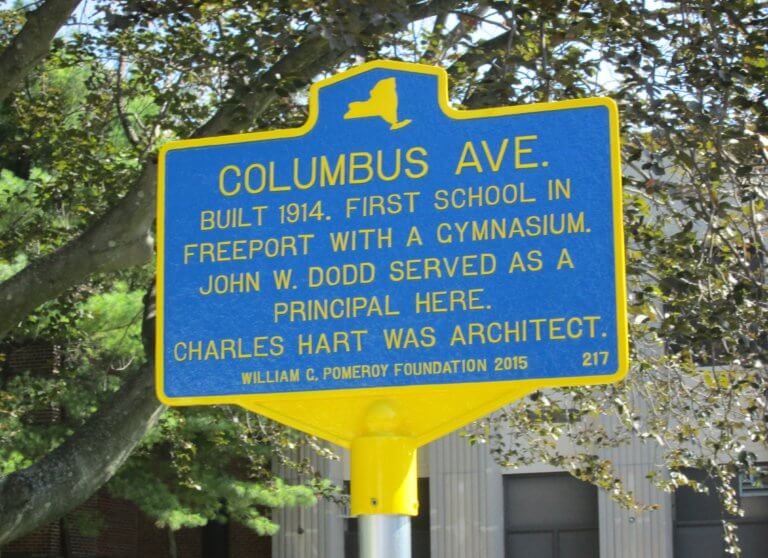 COLUMBUS AVE.
BUILT 1914. FIRST SCHOOL IN
FREEPORT WITH A GYMNASIUM.
JOHN W. DODD SERVED AS A
PRINCIPAL HERE.
CHARLES HART WAS ARCHITECT.
WILLIAM G. POMEROY FOUNDATION 2015 217